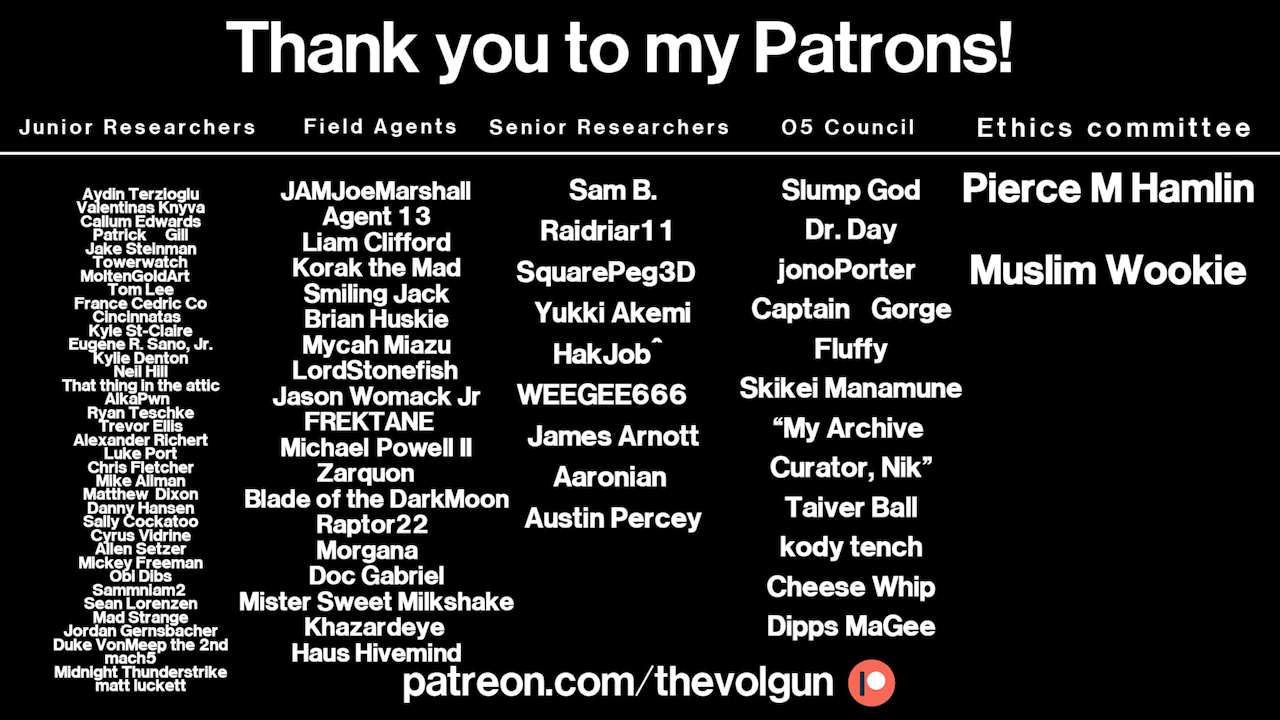 Thank you to my Patrons!
Junior Researchers
Field Agents
Senior Researchers
O5 Council
Ethics committee
Aydin Terzioglu
Valentinas Knyva
Callum Edwards
Patrick Gill
Jake Steinman
Towerwatch
MoltenGoldArt
Tom Lee
France Cedric Co
Cincinnatas
Kyle St-Claire
Eugene R. Sano, Jr.
Kylie Denton
Neil Hill
That thing in the attic
AlkaPwn
Ryan Teschke
Trevor Ellis
Alexander Richert
Luke Port
Chris Fletcher
Mike Allman
Matthew Dixon
Danny Hansen
Sally Cockatoo
Cyrus Vidrine
Allen Setzer
Mickey Freeman
Obi Dibs
Sammniam2
Sean Lorenzen
Mad Strange
Jordan Gernsbacher
Duke VonMeep the 2nd
mach5
Midnight Thunderstrike
matt luckett
JAMJoeMarshall
Agent 13
Liam Clifford
Korak the Mad
Smiling Jack
Brian Huskie
Mycah Miazu
LordStonefish
Jason Womack Jr
FREKTANE
Michael Powell II
Zarquon
Blade of the DarkMoon
Raptor22
Morgana
Doc Gabriel
Mister Sweet Milkshake
Khazardeye
Haus Hivemind
Sam B.
Raidriar11
SquarePeg3D
Yukki Akemi
HakJob^
WEEGEE666
James Arnott
Aaronian
Austin Percey
Slump God
Dr. Day
jonoPorter
Captain Gorge
Fluffy
Skikei Manamune
“My Archive
Curator, Nik”
Taiver Ball
kody tench
Cheese Whip
Dipps MaGee
Pierce M Hamlin
Muslim Wookie
patreon.com/thevolgun